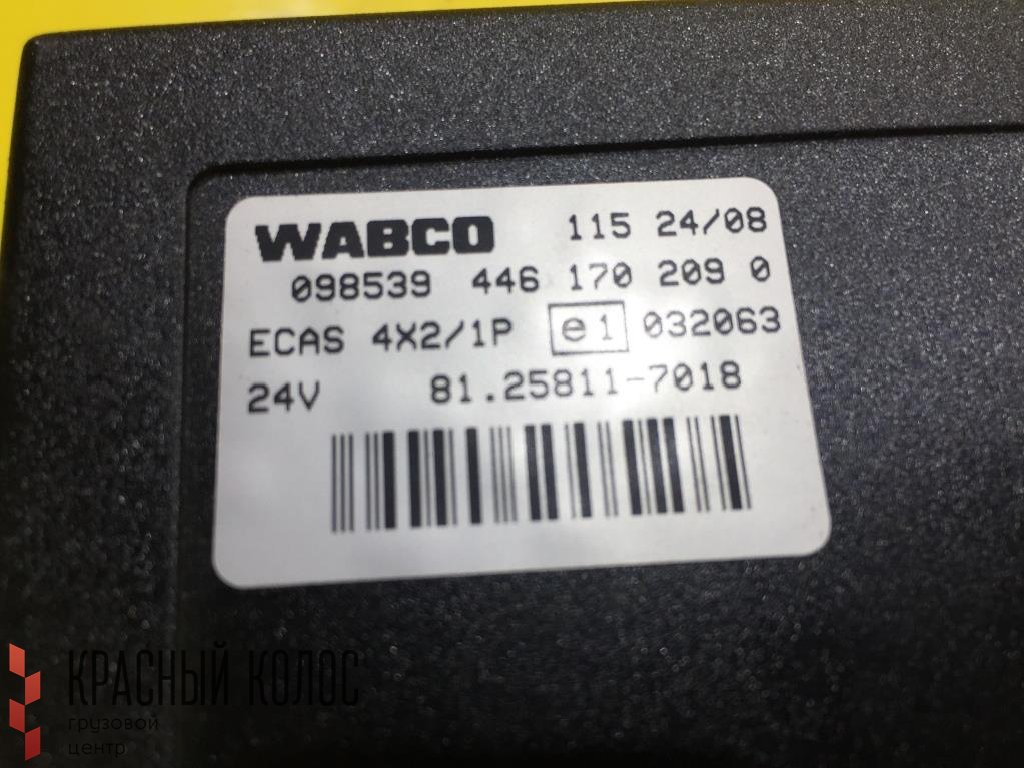 WABCO 115 24/08
098539 446 170 209 0
ECAS 4X2/1P e1 032063
24V 81.25811-7018
КРАСНЫЙ КОЛОС
грузовой
центр